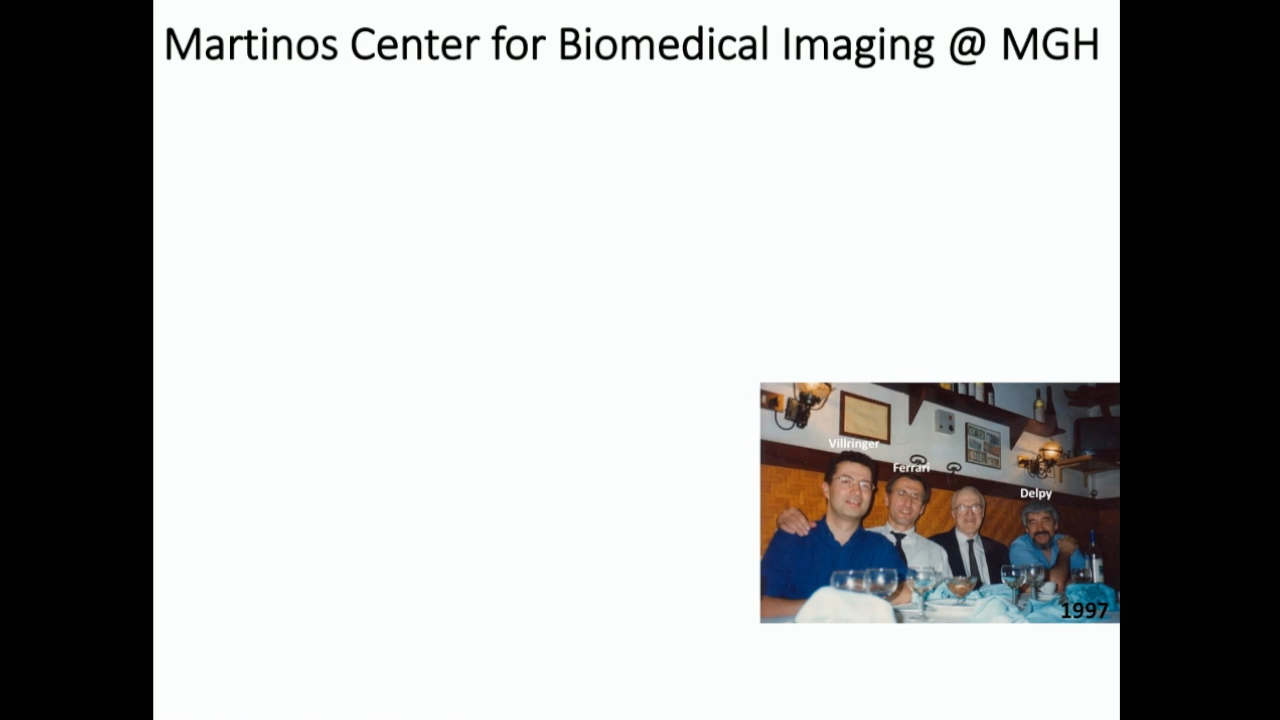 Martinos Center for Biomedical Imaging @ MGH
Villringer
Ferrari
Delpy
1997